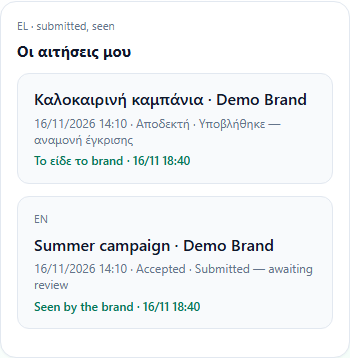 EL · submitted, seen
Οι αιτήσεις μου
Καλοκαιρινή καμπάνια · Demo Brand
16/11/2026 14:10 · Αποδεκτή · Υποβλήθηκε —
αναμονή έγκρισης
Το είδε το brand · 16/11 18:40
EN
Summer campaign · Demo Brand
16/11/2026 14:10 · Accepted · Submitted — awaiting
review
Seen by the brand · 16/11 18:40